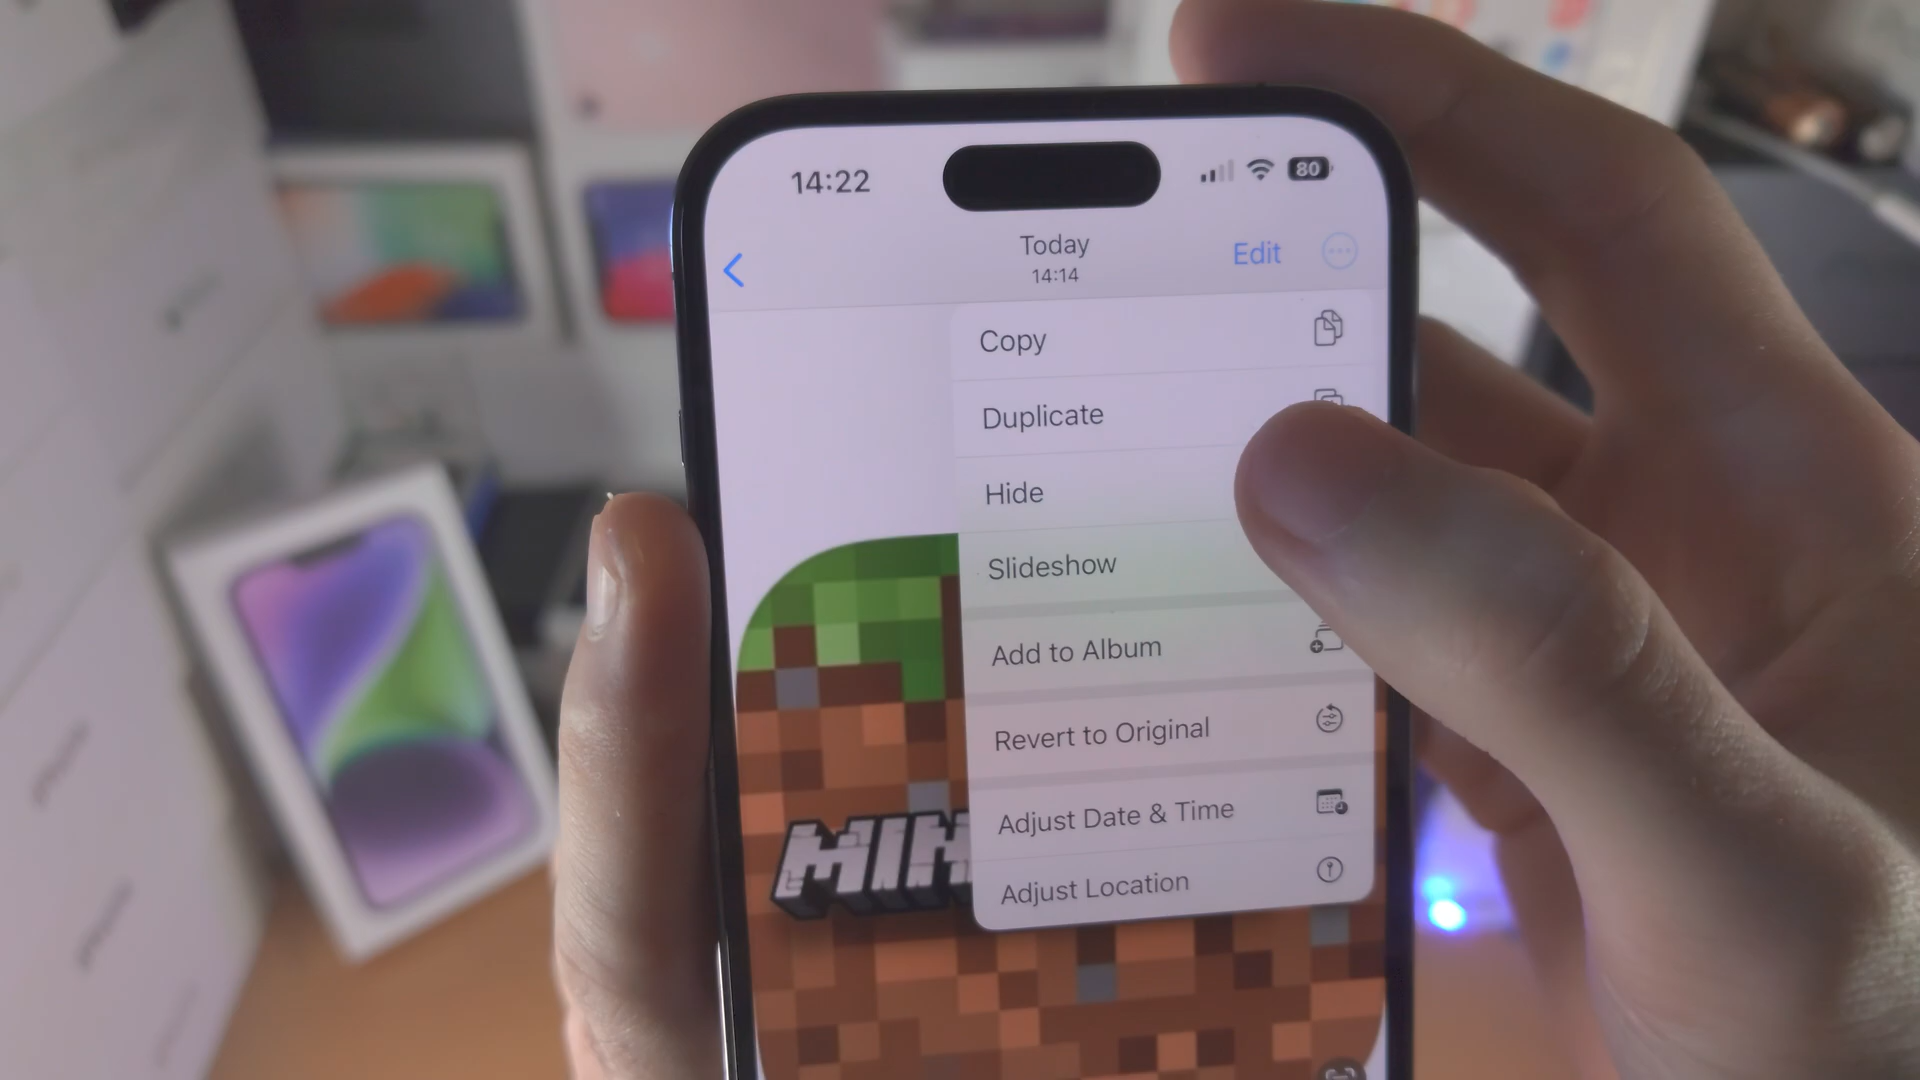 14:22
80
Today
14:14
Edit
Copy
Duplicate
Hide
Slideshow
Add to Album
Revert to Original
Adjust Date & Time
Adjust Location
MIN